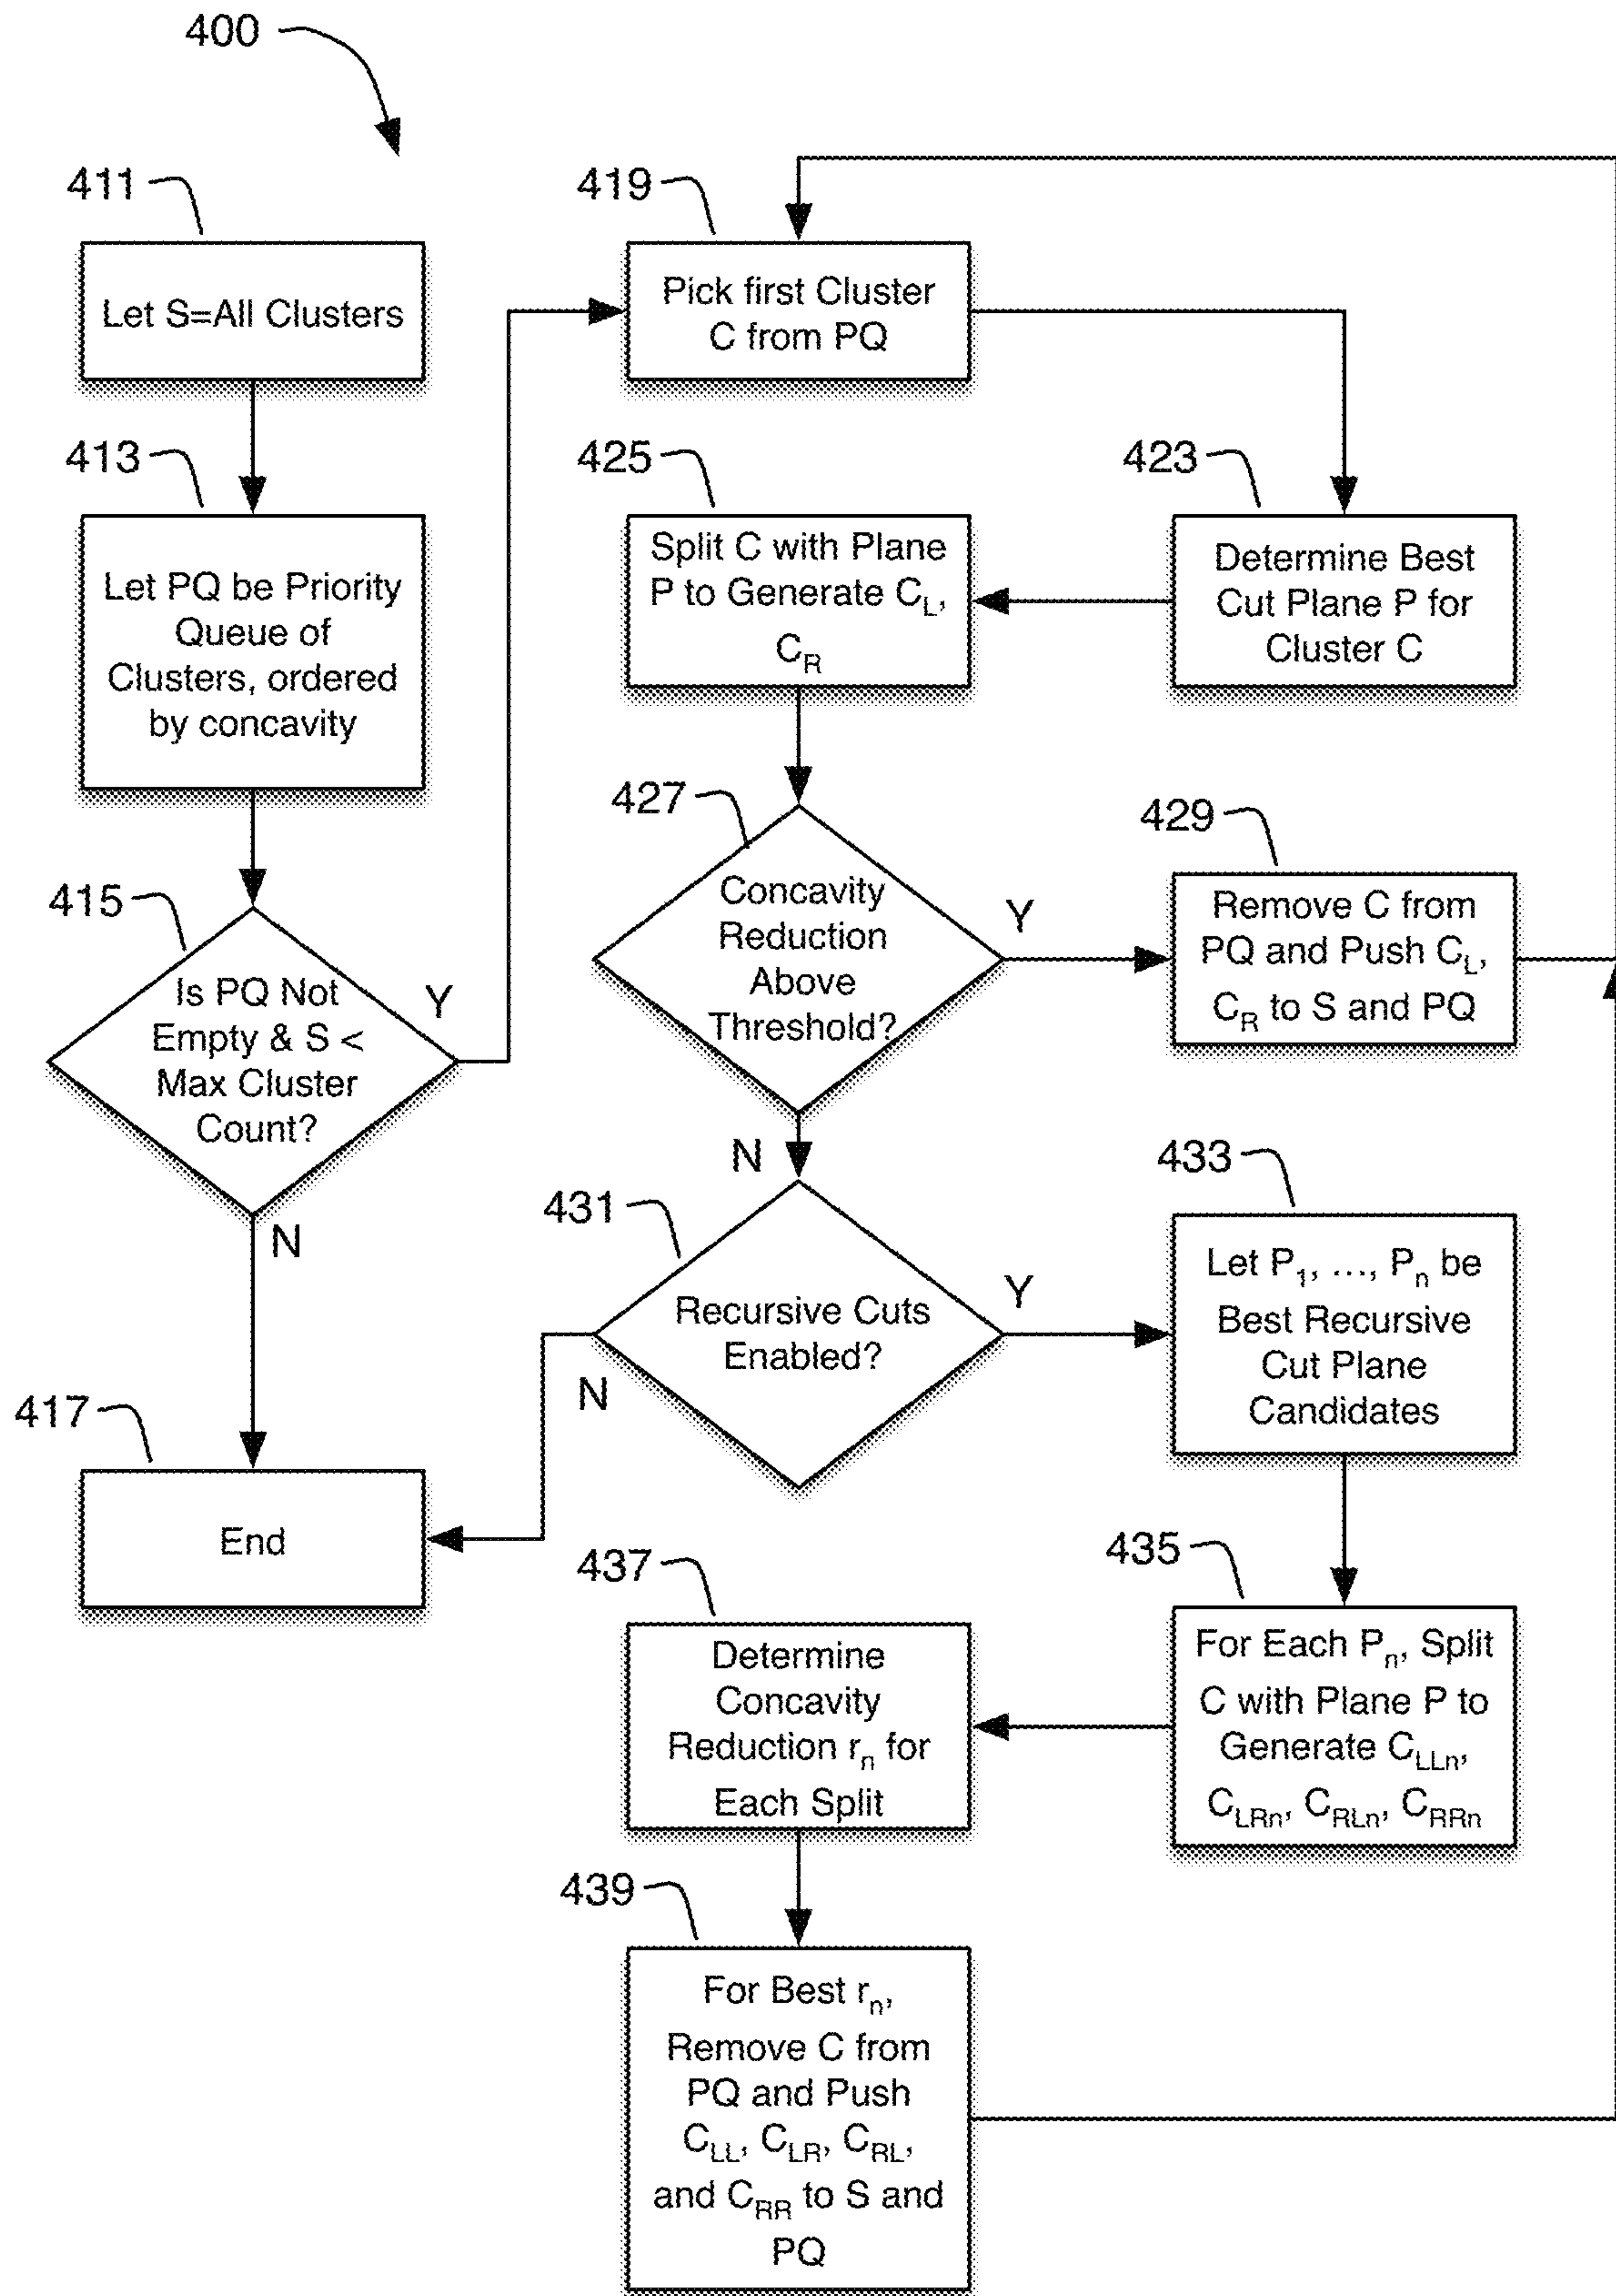 400
411
Let S=All Clusters
413
Let PQ be Priority
Queue of
Clusters, ordered
by concavity
415
Is PQ Not
Empty & S <
Max Cluster
Count?
Y
N
417
End
419
Pick first Cluster
C from PQ
423
Determine Best
Cut Plane P for
Cluster C
425
Split C with Plane
P to Generate C_L,
C_R
427
Concavity
Reduction
Above
Threshold?
Y
N
429
Remove C from
PQ and Push C_L,
C_R to S and PQ
431
Recursive Cuts
Enabled?
Y
N
433
Let P_1, ..., P_n be
Best Recursive
Cut Plane
Candidates
435
For Each P_n, Split
C with Plane P to
Generate C_LLn,
C_LRn, C_RLn, C_RRn
437
Determine
Concavity
Reduction r_n for
Each Split
439
For Best r_n,
Remove C from
PQ and Push
C_LL, C_LR, C_RL,
and C_RR to S and
PQ